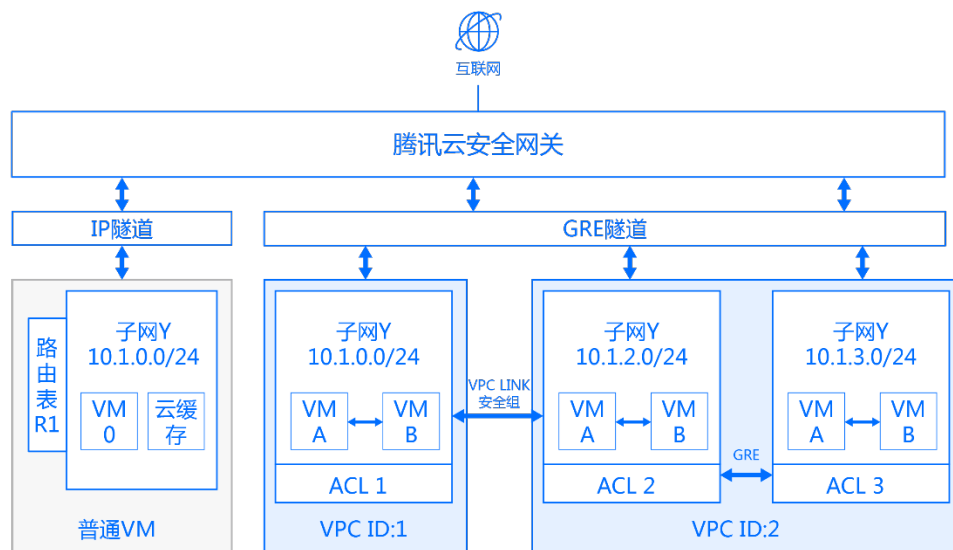 互联网
腾讯云安全网关
IP隧道
GRE隧道
路
由
表
R1
子网Y
10.1.0.0/24
VM
0
云缓
存
普通VM
子网Y
10.1.0.0/24
VM
A
VM
B
ACL 1
VPC ID:1
VPC LINK
安全组
子网Y
10.1.2.0/24
VM
A
VM
B
ACL 2
GRE
子网Y
10.1.3.0/24
VM
A
VM
B
ACL 3
VPC ID:2